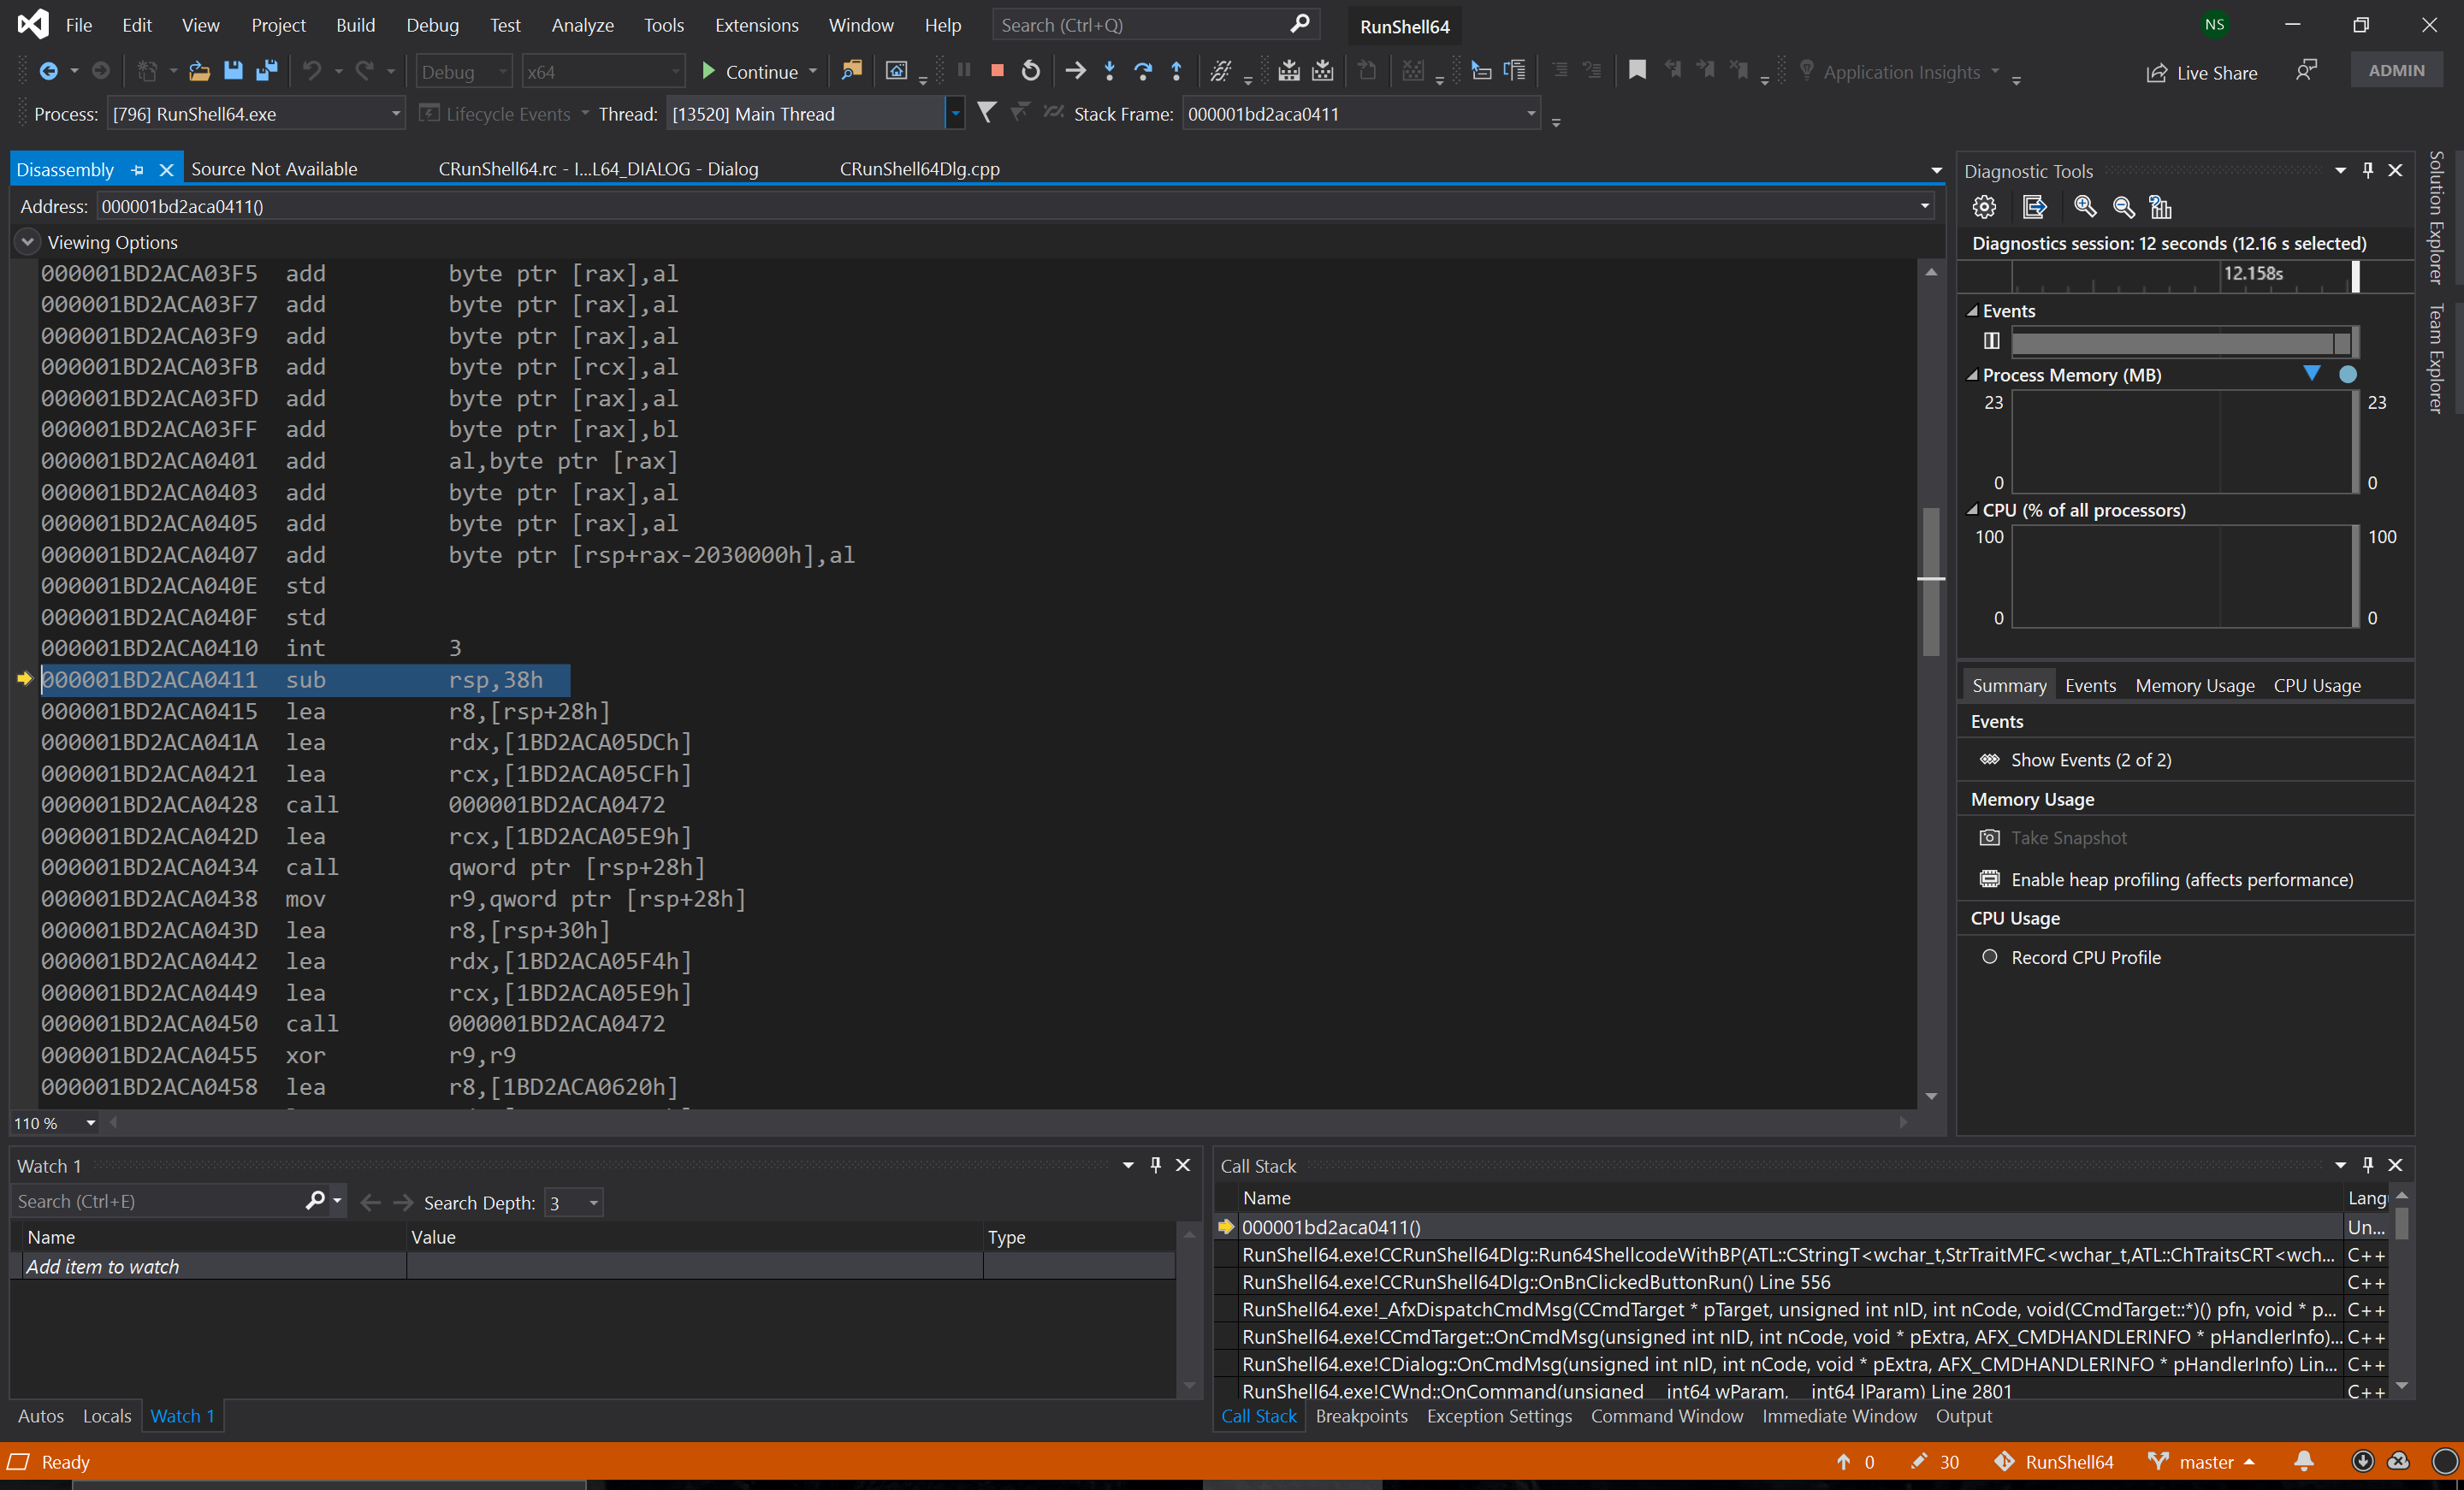 File Edit View Project Build Debug Test Analyze Tools Extensions Window Help Search (Ctrl+Q) RunShell64 NS
Debug x64 Continue Application Insights Live Share ADMIN
Process: [796] RunShell64.exe Lifecycle Events Thread: [13520] Main Thread Stack Frame: 000001bd2aca0411
Disassembly Source Not Available CRunShell64.rc - I...L64_DIALOG - Dialog CRunShell64Dlg.cpp
Address: 000001bd2aca0411()
Viewing Options
000001BD2ACA03F5 add byte ptr [rax],al
000001BD2ACA03F7 add byte ptr [rax],al
000001BD2ACA03F9 add byte ptr [rax],al
000001BD2ACA03FB add byte ptr [rcx],al
000001BD2ACA03FD add byte ptr [rax],al
000001BD2ACA03FF add byte ptr [rax],bl
000001BD2ACA0401 add al,byte ptr [rax]
000001BD2ACA0403 add byte ptr [rax],al
000001BD2ACA0405 add byte ptr [rax],al
000001BD2ACA0407 add byte ptr [rsp+rax-2030000h],al
000001BD2ACA040E std
000001BD2ACA040F std
000001BD2ACA0410 int 3
000001BD2ACA0411 sub rsp,38h
000001BD2ACA0415 lea r8,[rsp+28h]
000001BD2ACA041A lea rdx,[1BD2ACA05DCh]
000001BD2ACA0421 lea rcx,[1BD2ACA05CFh]
000001BD2ACA0428 call 000001BD2ACA0472
000001BD2ACA042D lea rcx,[1BD2ACA05E9h]
000001BD2ACA0434 call qword ptr [rsp+28h]
000001BD2ACA0438 mov r9,qword ptr [rsp+28h]
000001BD2ACA043D lea r8,[rsp+30h]
000001BD2ACA0442 lea rdx,[1BD2ACA05F4h]
000001BD2ACA0449 lea rcx,[1BD2ACA05E9h]
000001BD2ACA0450 call 000001BD2ACA0472
000001BD2ACA0455 xor r9,r9
000001BD2ACA0458 lea r8,[1BD2ACA0620h]
110 %
Diagnostic Tools
Diagnostics session: 12 seconds (12.16 s selected)
12.158s
Events
Process Memory (MB)
23 23
0 0
CPU (% of all processors)
100 100
0 0
Summary Events Memory Usage CPU Usage
Events
Show Events (2 of 2)
Memory Usage
Take Snapshot
Enable heap profiling (affects performance)
CPU Usage
Record CPU Profile
Solution Explorer
Team Explorer
Watch 1
Search (Ctrl+E) Search Depth: 3
Name Value Type
Add item to watch
Autos Locals Watch 1
Call Stack
Name Lang
000001bd2aca0411() Un...
RunShell64.exe!CCRunShell64Dlg::Run64ShellcodeWithBP(ATL::CStringT<wchar_t,StrTraitMFC<wchar_t,ATL::ChTraitsCRT<wch... C++
RunShell64.exe!CCRunShell64Dlg::OnBnClickedButtonRun() Line 556 C++
RunShell64.exe!_AfxDispatchCmdMsg(CCmdTarget * pTarget, unsigned int nID, int nCode, void(CCmdTarget::*)() pfn, void * p... C++
RunShell64.exe!CCmdTarget::OnCmdMsg(unsigned int nID, int nCode, void * pExtra, AFX_CMDHANDLERINFO * pHandlerInfo)... C++
RunShell64.exe!CDialog::OnCmdMsg(unsigned int nID, int nCode, void * pExtra, AFX_CMDHANDLERINFO * pHandlerInfo) Lin... C++
RunShell64.exe!CWnd::OnCommand(unsigned __int64 wParam, __int64 lParam) Line 2801 C++
Call Stack Breakpoints Exception Settings Command Window Immediate Window Output
Ready 0 30 RunShell64 master